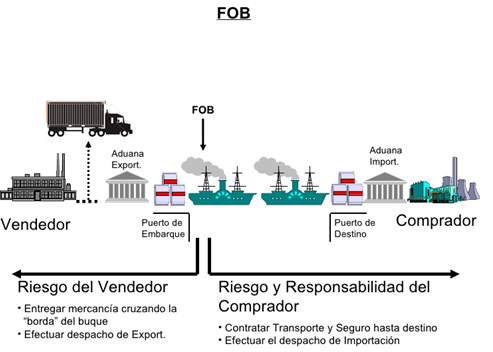 FOB
FOB
Aduana
Export.
Aduana
Import.
Vendedor
Puerto de
Embarque
Puerto de
Destino
Comprador
Riesgo del Vendedor
• Entregar mercancía cruzando la
“borda” del buque
• Efectuar despacho de Export.
Riesgo y Responsabilidad del
Comprador
• Contratar Transporte y Seguro hasta destino
• Efectuar el despacho de Importación